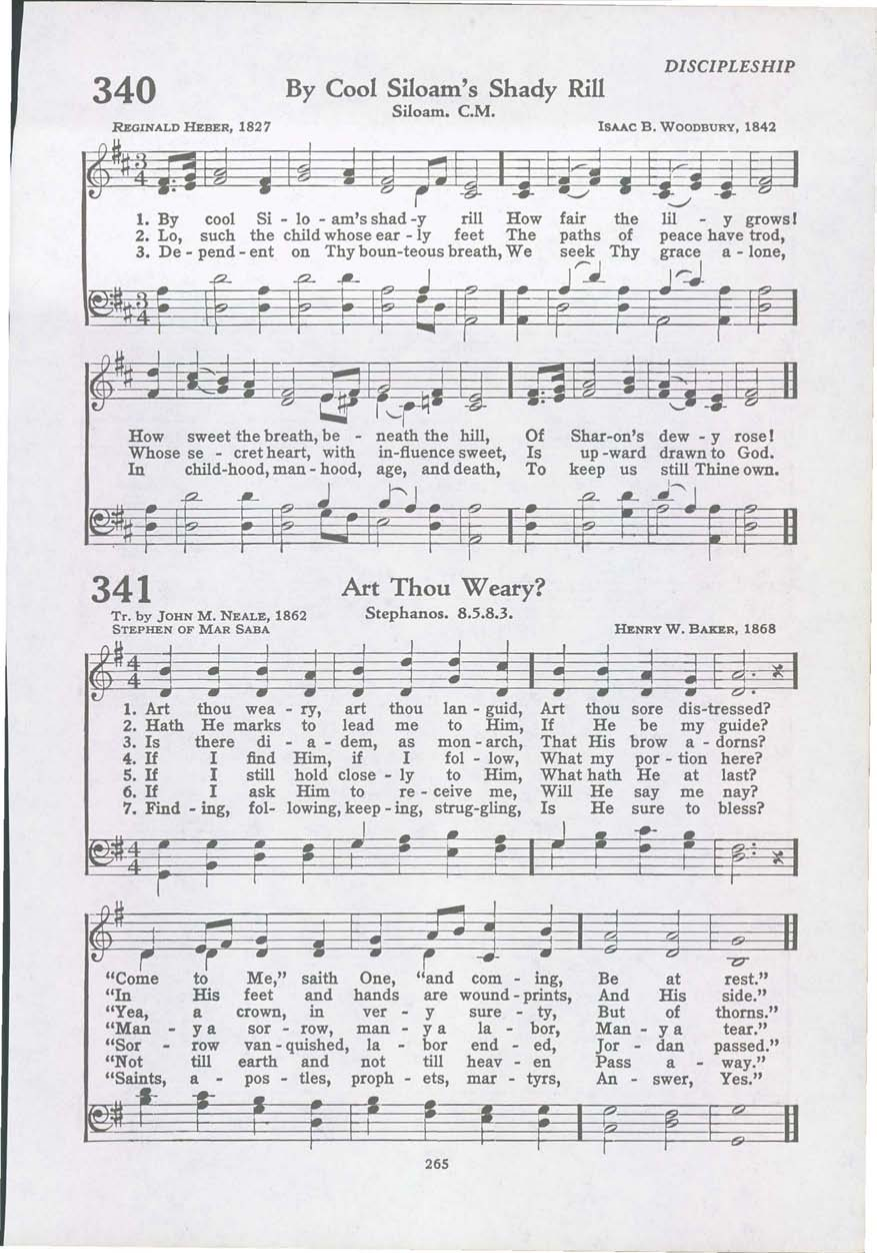 DISCIPLESHIP
340 By Cool Siloam's Shady Rill
Siloam. C.M.
REGINALD HEBER, 1827 ISAAC B. WOODBURY, 1842
1. By cool Si - lo - am's shad - y rill How fair the lil - y grows!
2. Lo, such the child whose ear - ly feet The paths of peace have trod,
3. De - pend - ent on Thy boun-teous breath, We seek Thy grace a - lone,
How sweet the breath, be - neath the hill, Of Shar-on's dew - y rose!
Whose se - cret heart, with in-fluence sweet, Is up - ward drawn to God.
In child-hood, man - hood, age, and death, To keep us still Thine own.
341 Art Thou Weary?
Tr. by JOHN M. NEALE, 1862 Stephanos. 8.5.8.3.
STEPHEN OF MAR SABA HENRY W. BAKER, 1868
1. Art thou wea - ry, art thou lan - guid, Art thou sore dis-tressed?
2. Hath He marks to lead me to Him, If He be my guide?
3. Is there di - a - dem, as mon - arch, That His brow a - dorns?
4. If I find Him, if I fol - low, What my por - tion here?
5. If I still hold close - ly to Him, What hath He at last?
6. If I ask Him to re - ceive me, Will He say me nay?
7. Find - ing, fol- lowing, keep - ing, strug-gling, Is He sure to bless?
"Come to Me," saith One, "and com - ing, Be at rest."
"In His feet and hands are wound - prints, And His side."
"Yea, a crown, in ver - y sure - ty, But of thorns."
"Man - y a sor - row, man - y a la - bor, Man - y a tear."
"Sor - row van - quished, la - bor end - ed, Jor - dan passed."
"Not till earth and not till heav - en Pass a - way."
"Saints, a - pos - tles, proph - ets, mar - tyrs, An - swer, Yes."
265